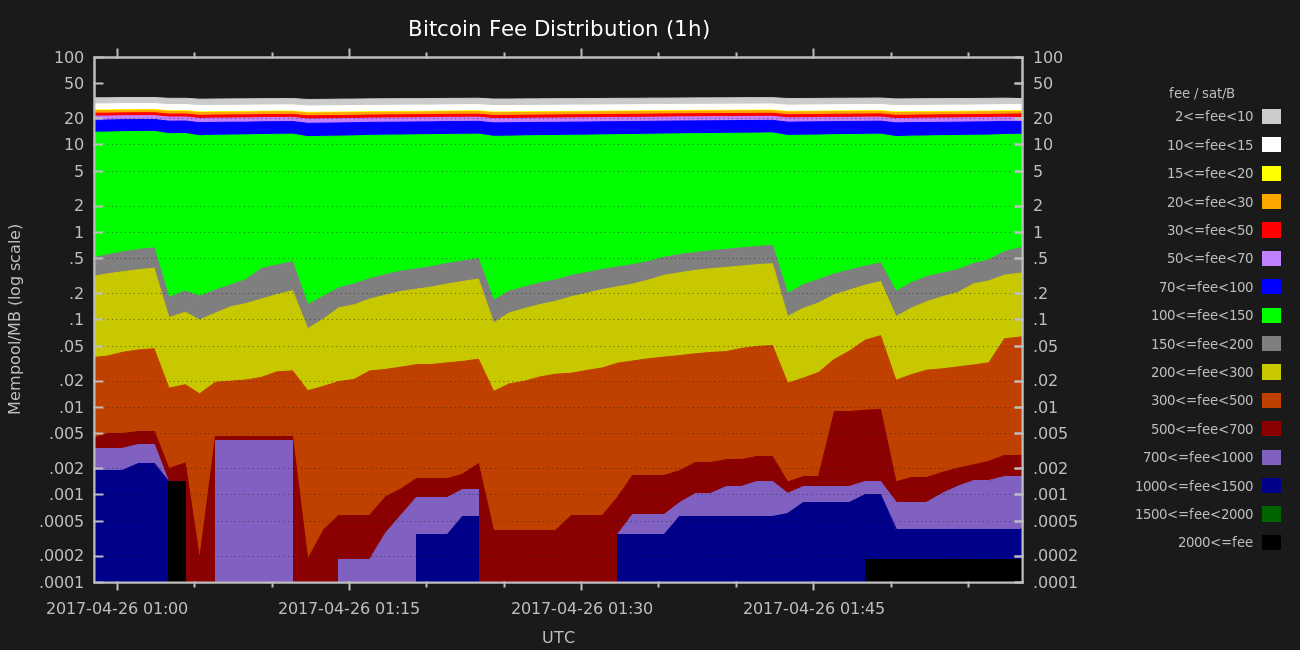 Bitcoin Fee Distribution (1h)
100 100
50 50
20 20
10 10
5 5
2 2
1 1
.5 .5
.2 .2
.1 .1
.05 .05
.02 .02
.01 .01
.005 .005
.002 .002
.001 .001
.0005 .0005
.0002 .0002
.0001 .0001
Mempool/MB (log scale)
2017-04-26 01:00 2017-04-26 01:15 2017-04-26 01:30 2017-04-26 01:45
UTC
fee / sat/B
2<=fee<10
10<=fee<15
15<=fee<20
20<=fee<30
30<=fee<50
50<=fee<70
70<=fee<100
100<=fee<150
150<=fee<200
200<=fee<300
300<=fee<500
500<=fee<700
700<=fee<1000
1000<=fee<1500
1500<=fee<2000
2000<=fee